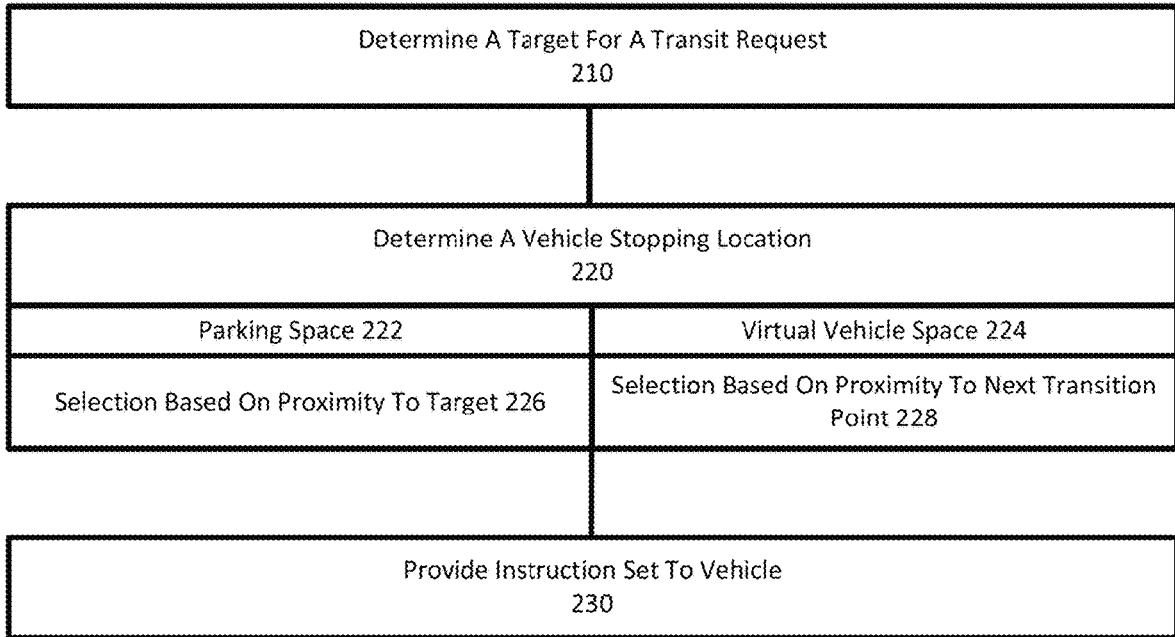 Determine A Target For A Transit Request
210
Determine A Vehicle Stopping Location
220
Parking Space 222
Virtual Vehicle Space 224
Selection Based On Proximity To Target 226
Selection Based On Proximity To Next Transition
Point 228
Provide Instruction Set To Vehicle
230